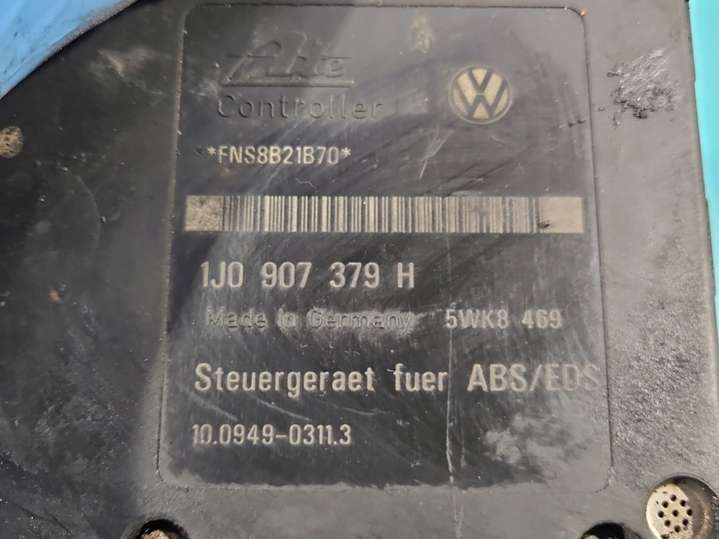 Ate
Controller
**FNS8B21B70*
1J0 907 379 H
Made in Germany 5WK8 469
Steuergeraet fuer ABS/EDS
10.0949-0311.3